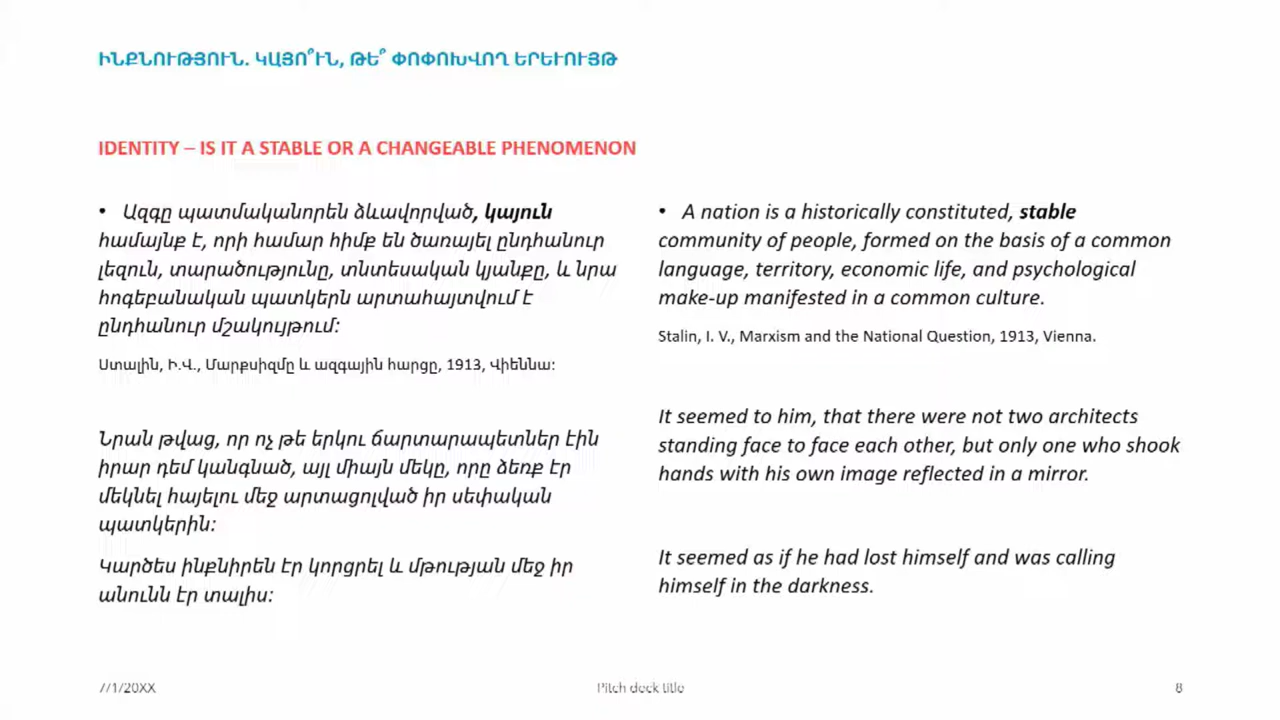 ԻՆՔՆՈՒԹՅՈՒՆ. ԿԱՅՈ՞ՒՆ, ԹԵ՞ ՓՈՓՈԽՎՈՂ ԵՐԵՒՈՒՅԹ
IDENTITY – IS IT A STABLE OR A CHANGEABLE PHENOMENON
• Ազգը պատմականորեն ձևավորված, կայուն
համայնք է, որի համար հիմք են ծառայել ընդհանուր
լեզուն, տարածությունը, տնտեսական կյանքը, և նրա
հոգեբանական պատկերն արտահայտվում է
ընդհանուր մշակույթում:
Ստալին, Ի.Վ., Մարքսիզմը և ազգային հարցը, 1913, Վիեննա:
Նրան թվաց, որ ոչ թե երկու ճարտարապետներ էին
իրար դեմ կանգնած, այլ միայն մեկը, որը ձեռք էր
մեկնել հայելու մեջ արտացոլված իր սեփական
պատկերին:
Կարծես ինքնիրեն էր կորցրել և մթության մեջ իր
անունն էր տալիս:
• A nation is a historically constituted, stable
community of people, formed on the basis of a common
language, territory, economic life, and psychological
make-up manifested in a common culture.
Stalin, I. V., Marxism and the National Question, 1913, Vienna.
It seemed to him, that there were not two architects
standing face to face each other, but only one who shook
hands with his own image reflected in a mirror.
It seemed as if he had lost himself and was calling
himself in the darkness.
7/1/20XX
Pitch deck title
8